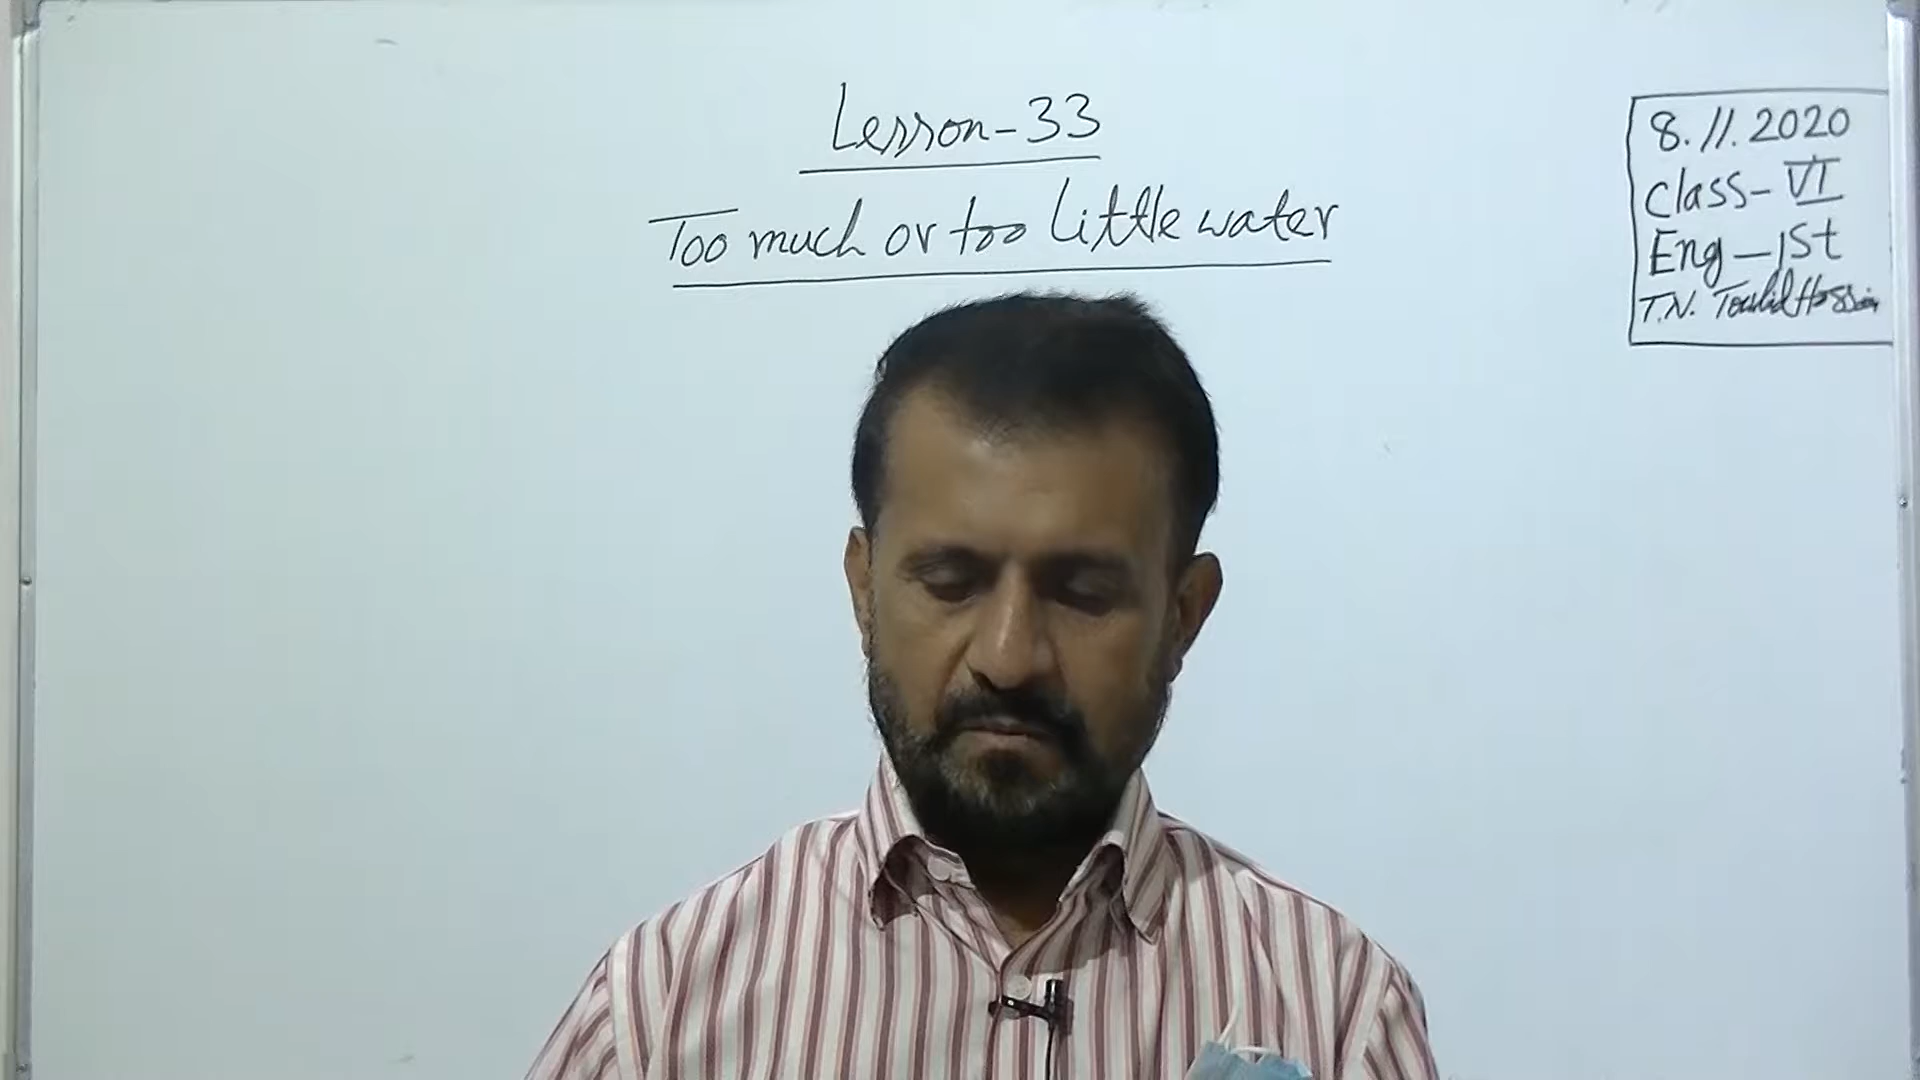 Lesson-33
Too much or too little water
8.11.2020
Class-VI
Eng-1st
T.N. Touhid Hossain